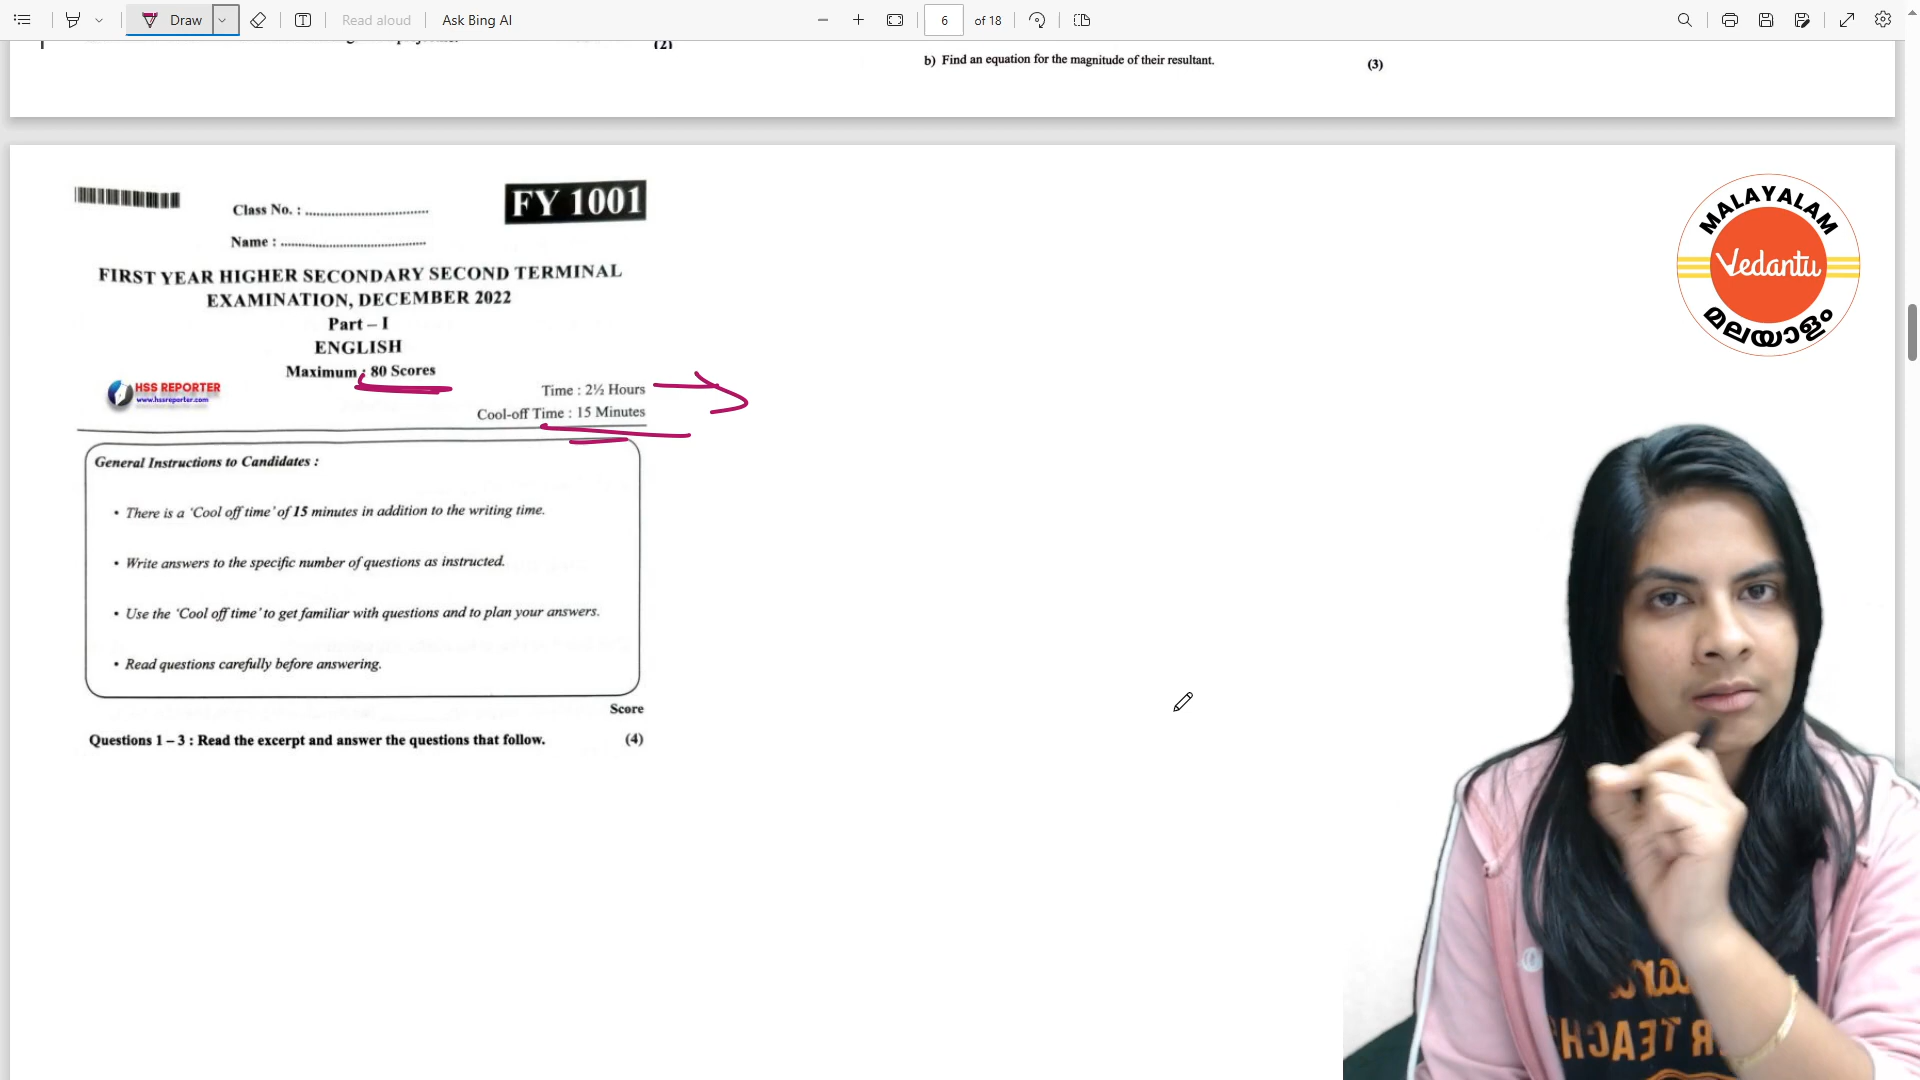 Draw
Read aloud
Ask Bing AI
6
of 18
(2)
b) Find an equation for the magnitude of their resultant.
(3)
Class No. : ................................
FY 1001
Name : .....................................
FIRST YEAR HIGHER SECONDARY SECOND TERMINAL
EXAMINATION, DECEMBER 2022
Part – I
ENGLISH
Maximum : 80 Scores
HSS REPORTER
www.hssreporter.com
Time : 2½ Hours
Cool-off Time : 15 Minutes
General Instructions to Candidates :
• There is a ‘Cool off time’ of 15 minutes in addition to the writing time.
• Write answers to the specific number of questions as instructed.
• Use the ‘Cool off time’ to get familiar with questions and to plan your answers.
• Read questions carefully before answering.
Score
Questions 1 – 3 : Read the excerpt and answer the questions that follow.
(4)
MALAYALAM
Vedantu
മലയാളം